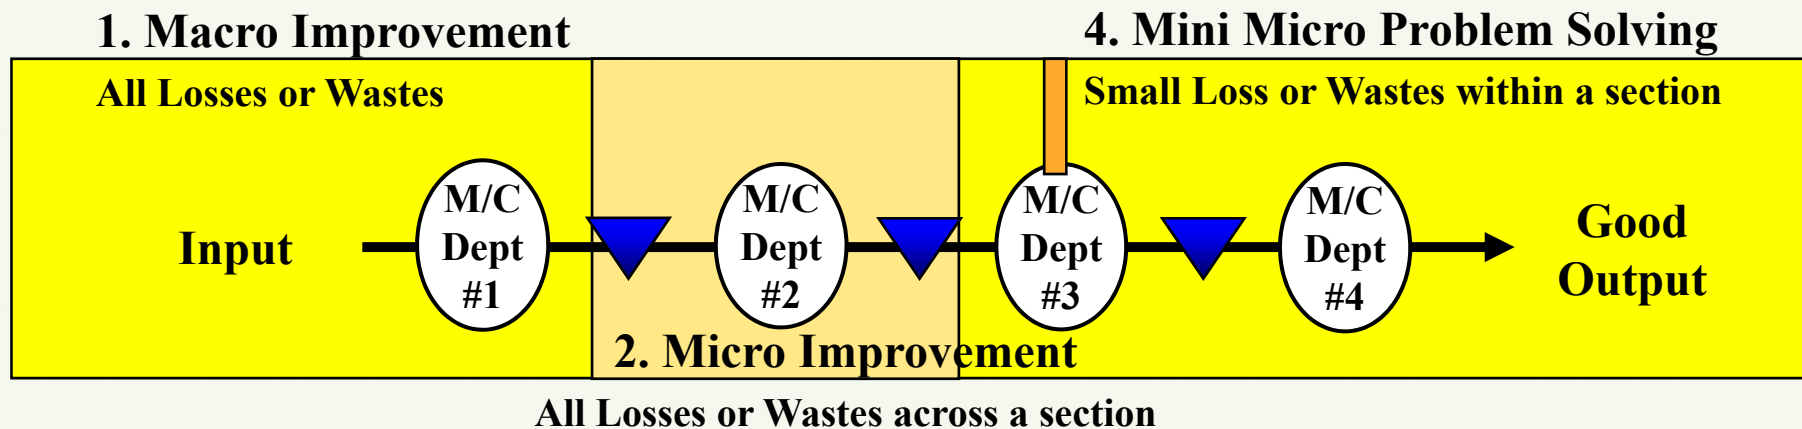 1. Macro Improvement
4. Mini Micro Problem Solving
All Losses or Wastes
Small Loss or Wastes within a section
Input
M/C
Dept
#1
M/C
Dept
#2
M/C
Dept
#3
M/C
Dept
#4
Good
Output
2. Micro Improvement
All Losses or Wastes across a section